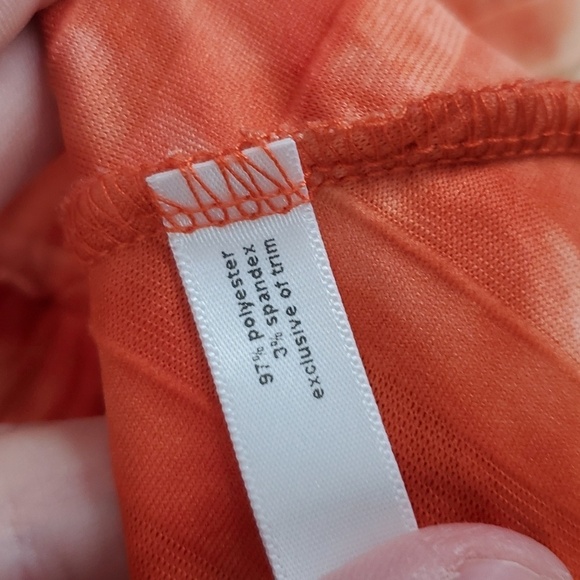 97% polyester
3% spandex
exclusive of trim